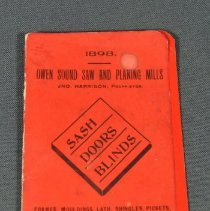 1898.
OWEN SOUND SAW AND PLANING MILLS
JNO. HARRISON, PROPRIETOR.
SASH
DOORS
BLINDS
FRAMES, MOULDINGS, LATH, SHINGLES, PICKETS,